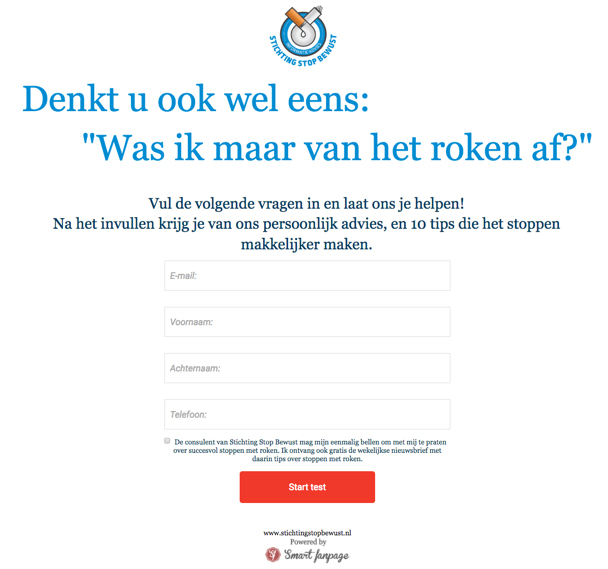 STICHTING STOP BEWUST
Denkt u ook wel eens:
"Was ik maar van het roken af?"
Vul de volgende vragen in en laat ons je helpen!
Na het invullen krijg je van ons persoonlijk advies, en 10 tips die het stoppen
makkelijker maken.
E-mail:
Voornaam:
Achternaam:
Telefoon:
De consulent van Stichting Stop Bewust mag mijn eenmalig bellen om met mij te praten
over succesvol stoppen met roken. Ik ontvang ook gratis de wekelijkse nieuwsbrief met
daarin tips over stoppen met roken.
Start test
www.stichtingstopbewust.nl
Powered by
Smart fanpage